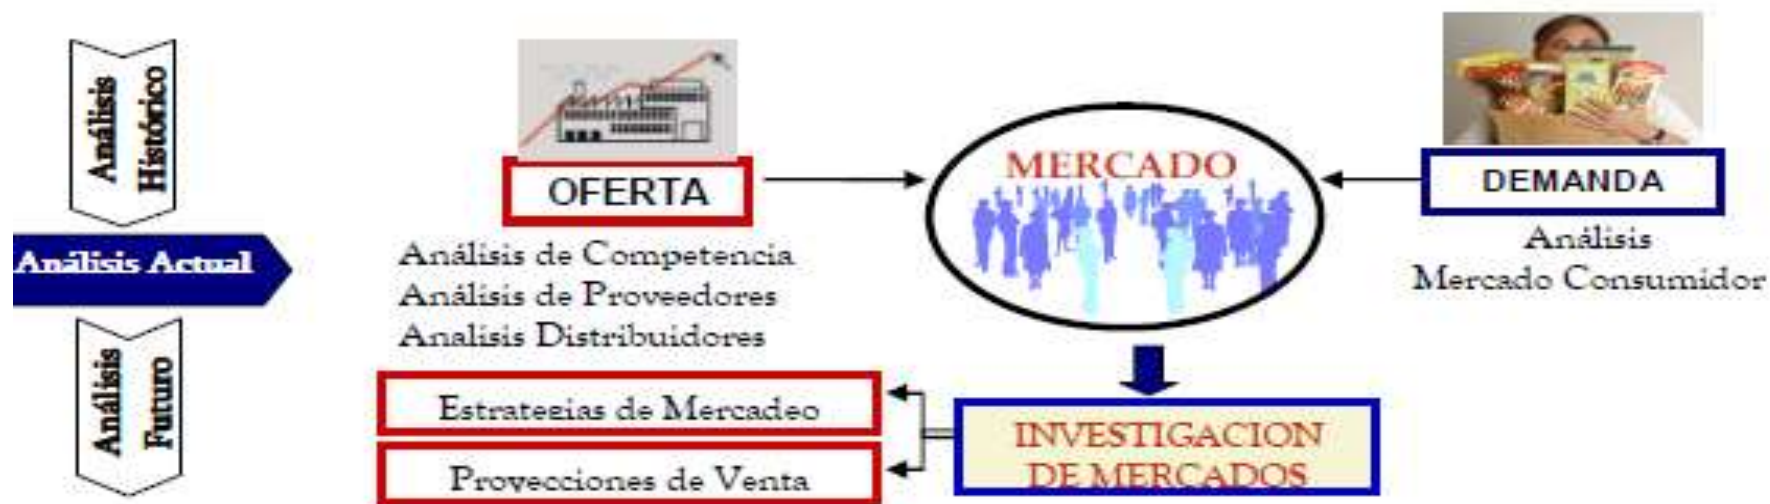 Análisis
Histórico
Análisis Actual
Análisis
Futuro
OFERTA
Análisis de Competencia
Análisis de Proveedores
Analisis Distribuidores
MERCADO
DEMANDA
Análisis
Mercado Consumidor
Estrategias de Mercadeo
Proyecciones de Venta
INVESTIGACION
DE MERCADOS